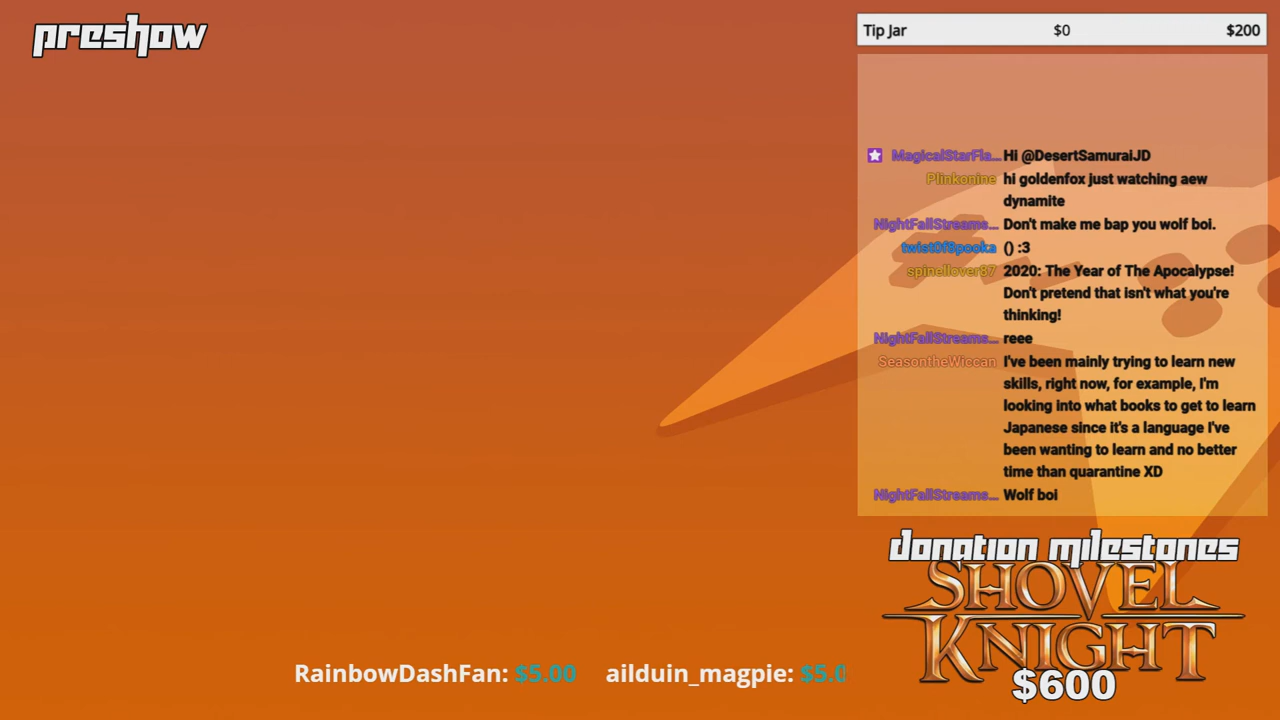 preshow
Tip Jar $0 $200
MagicalStarFla... Hi @DesertSamuraiJD
Plinkonine hi goldenfox just watching aew
dynamite
NightFallStreams... Don't make me bap you wolf boi.
twist0f8pooka () :3
spinellover87 2020: The Year of The Apocalypse!
Don't pretend that isn't what you're
thinking!
NightFallStreams... reee
SeasontheWiccan I've been mainly trying to learn new
skills, right now, for example, I'm
looking into what books to get to learn
Japanese since it's a language I've
been wanting to learn and no better
time than quarantine XD
NightFallStreams... Wolf boi
donation milestones
SHOVEL
KNIGHT
$600
RainbowDashFan: $5.00 ailduin_magpie: $5.0